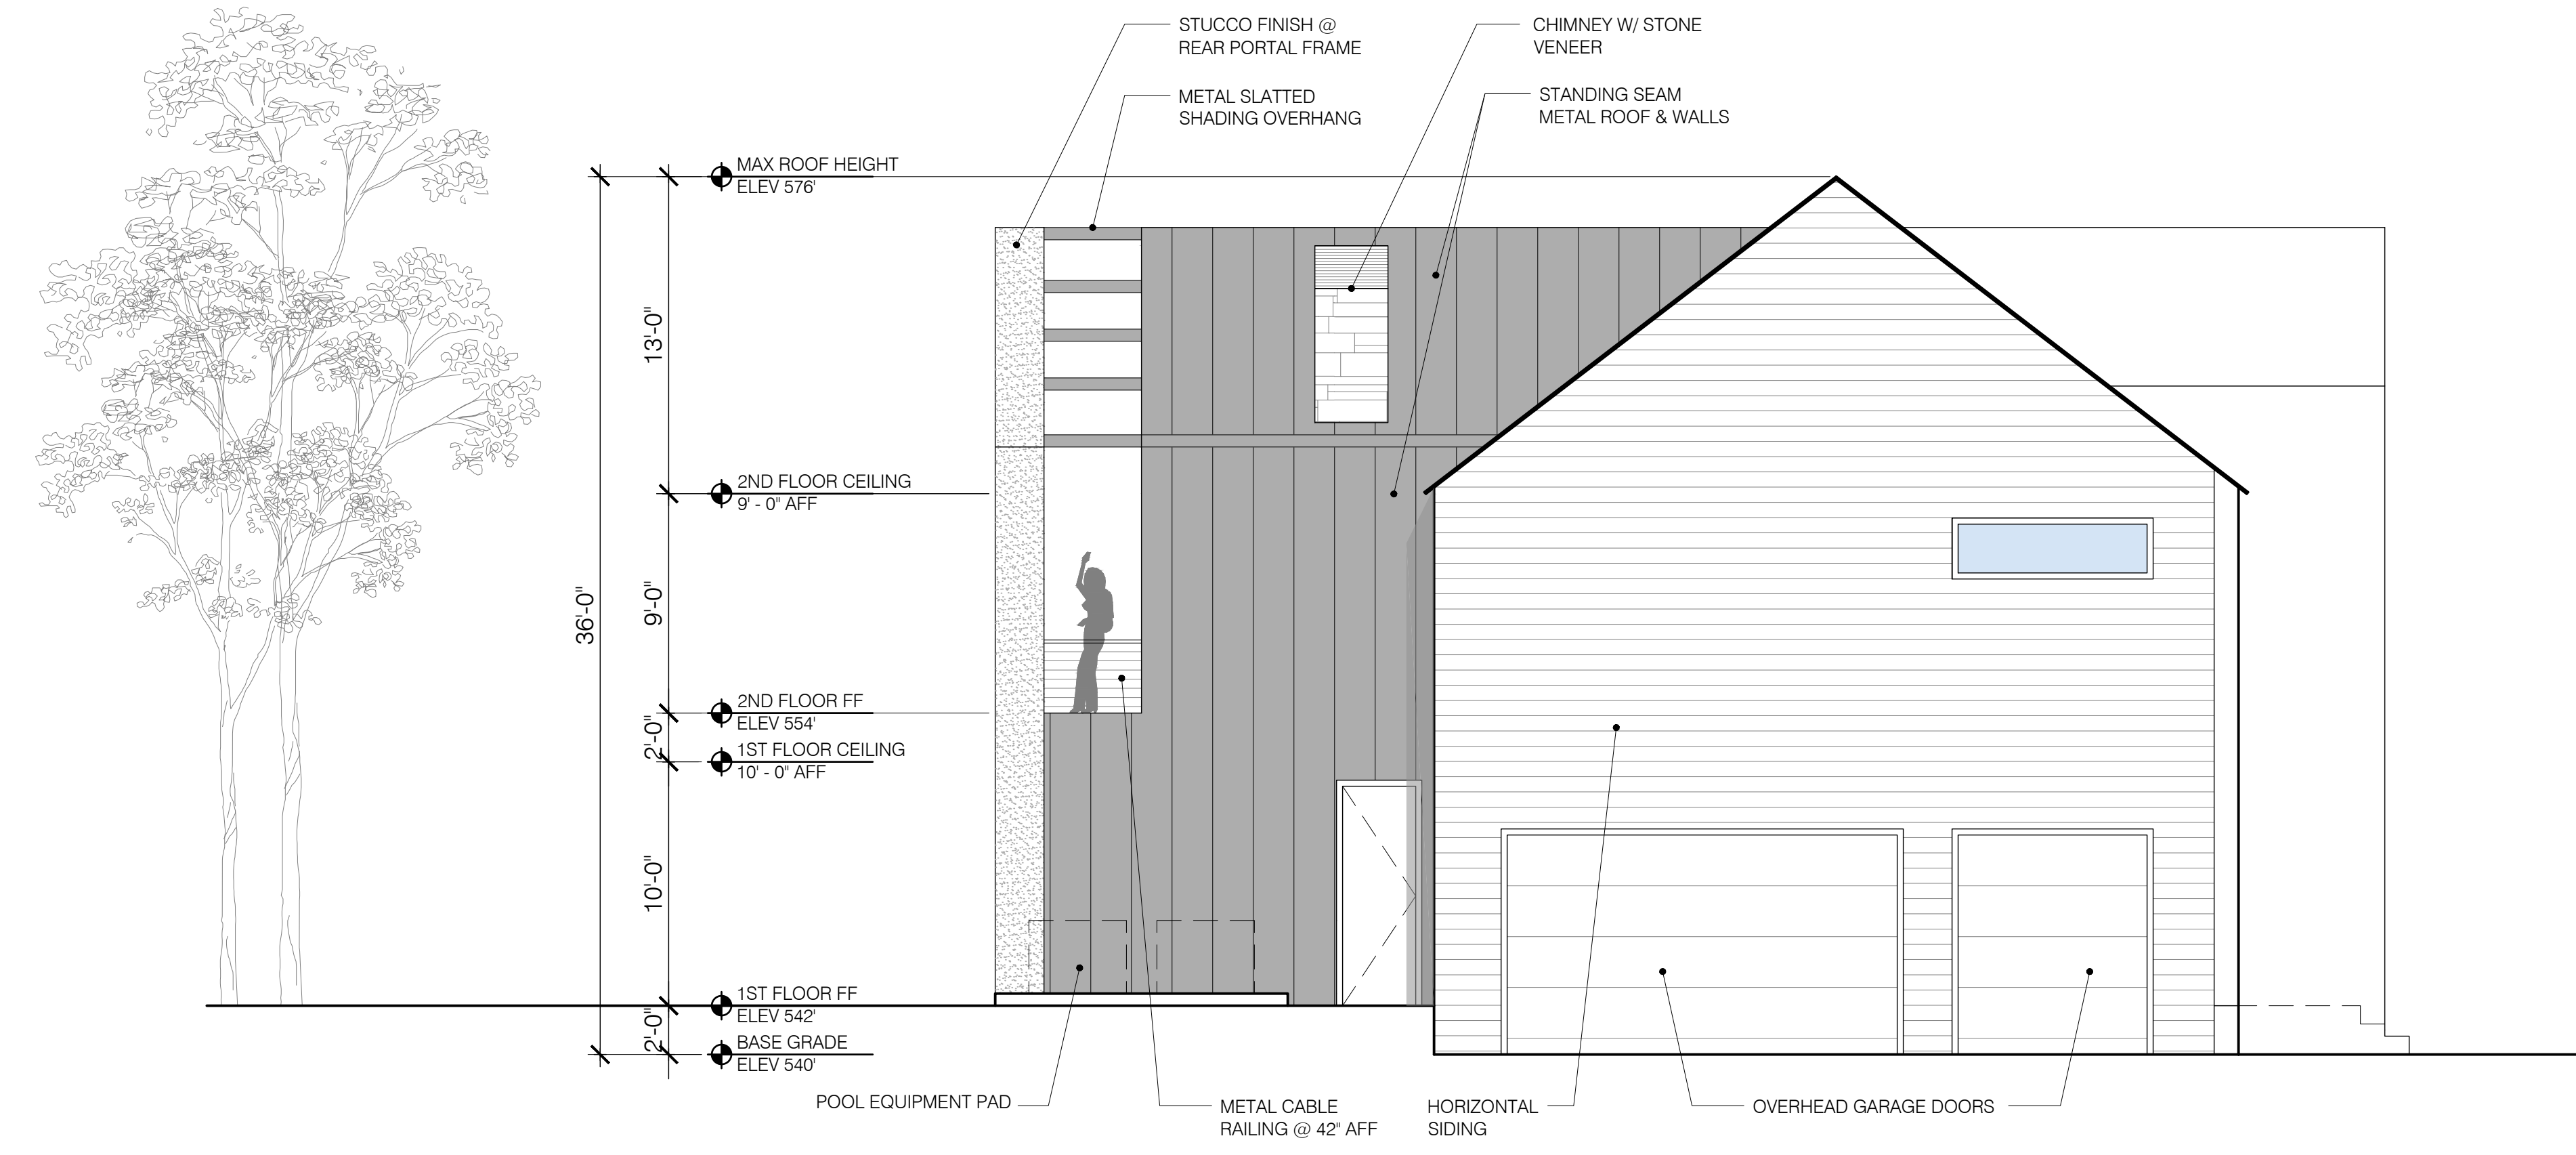 STUCCO FINISH @
REAR PORTAL FRAME
CHIMNEY W/ STONE
VENEER
METAL SLATTED
SHADING OVERHANG
STANDING SEAM
METAL ROOF & WALLS
MAX ROOF HEIGHT
ELEV 576'
13'-0"
2ND FLOOR CEILING
9' - 0" AFF
36'-0"
9'-0"
2ND FLOOR FF
ELEV 554'
2'-0"
1ST FLOOR CEILING
10' - 0" AFF
10'-0"
1ST FLOOR FF
ELEV 542'
2'-0"
BASE GRADE
ELEV 540'
POOL EQUIPMENT PAD
METAL CABLE
RAILING @ 42" AFF
HORIZONTAL
SIDING
OVERHEAD GARAGE DOORS